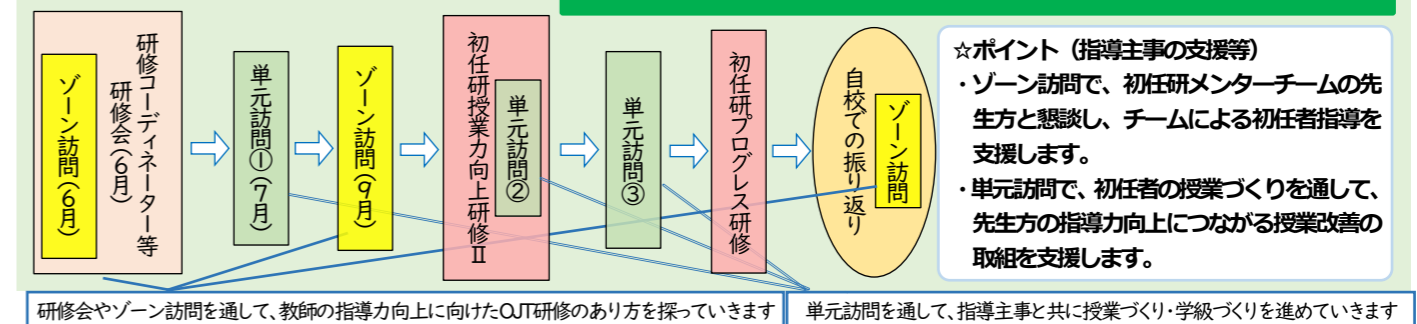 研修コーディネーター等
研修会（6月）
ゾーン訪問（6月）
単元訪問①（7月）
ゾーン訪問（9月）
初任研授業力向上研修Ⅱ
単元訪問②
単元訪問③
初任研プログレス研修
自校での振り返り
ゾーン訪問
☆ポイント（指導主事の支援等）
・ゾーン訪問で、初任研メンターチームの先
生方と懇談し、チームによる初任者指導を
支援します。
・単元訪問で、初任者の授業づくりを通して、
先生方の指導力向上につながる授業改善の
取組を支援します。
研修会やゾーン訪問を通して、教師の指導力向上に向けたOJT研修のあり方を探っていきます
単元訪問を通して、指導主事と共に授業づくり・学級づくりを進めていきます